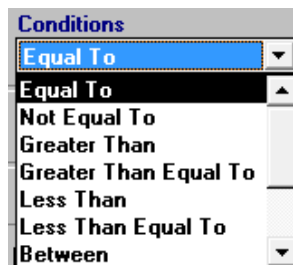 Conditions
Equal To
Equal To
Not Equal To
Greater Than
Greater Than Equal To
Less Than
Less Than Equal To
Between